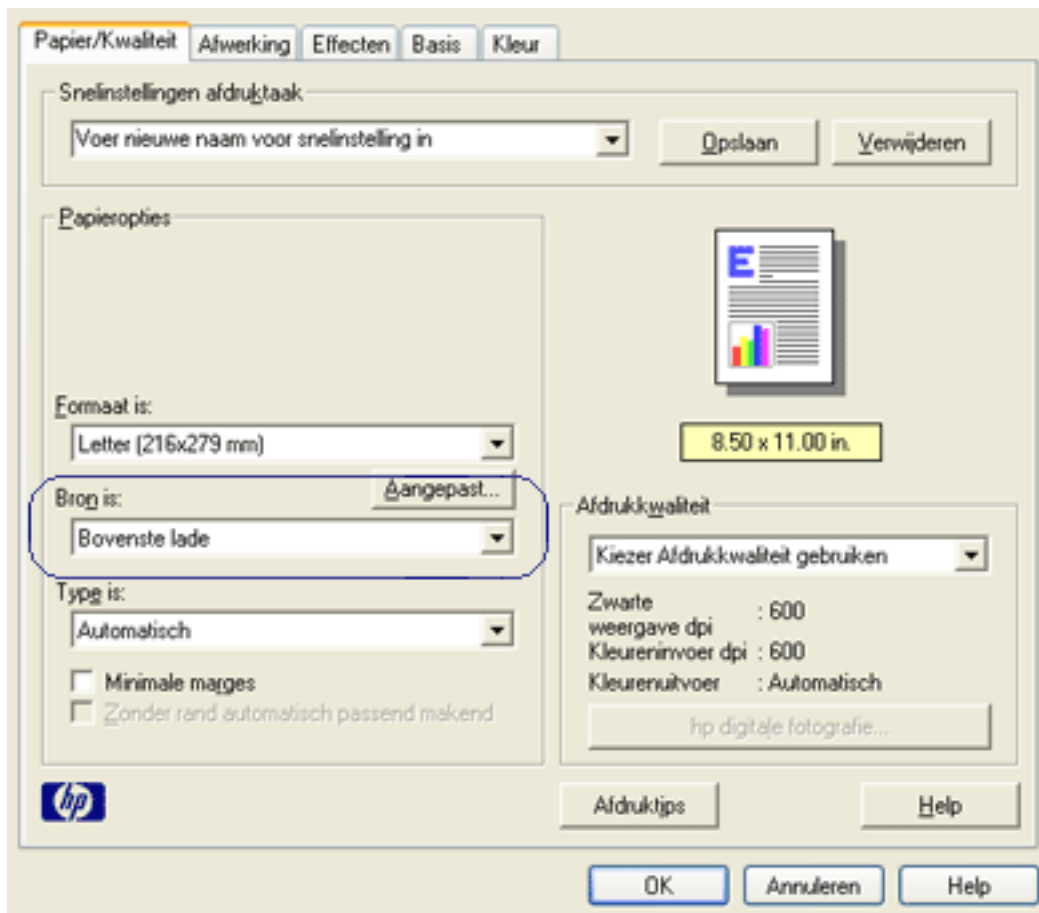 Papier/Kwaliteit Afwerking Effecten Basis Kleur
Snelinstellingen afdruktaak
Voer nieuwe naam voor snelinstelling in Opslaan Verwijderen
Papieropties
E
Formaat is:
Letter (216x279 mm)
8.50 x 11.00 in.
Aangepast...
Bron is:
Bovenste lade
Afdrukkwaliteit
Kiezer Afdrukkwaliteit gebruiken
Type is:
Automatisch
Zwarte
weergave dpi : 600
Kleureninvoer dpi : 600
Kleurenuitvoer : Automatisch
Minimale marges
Zonder rand automatisch passend makend
hp digitale fotografie...
hp
Afdruktips Help
OK Annuleren Help